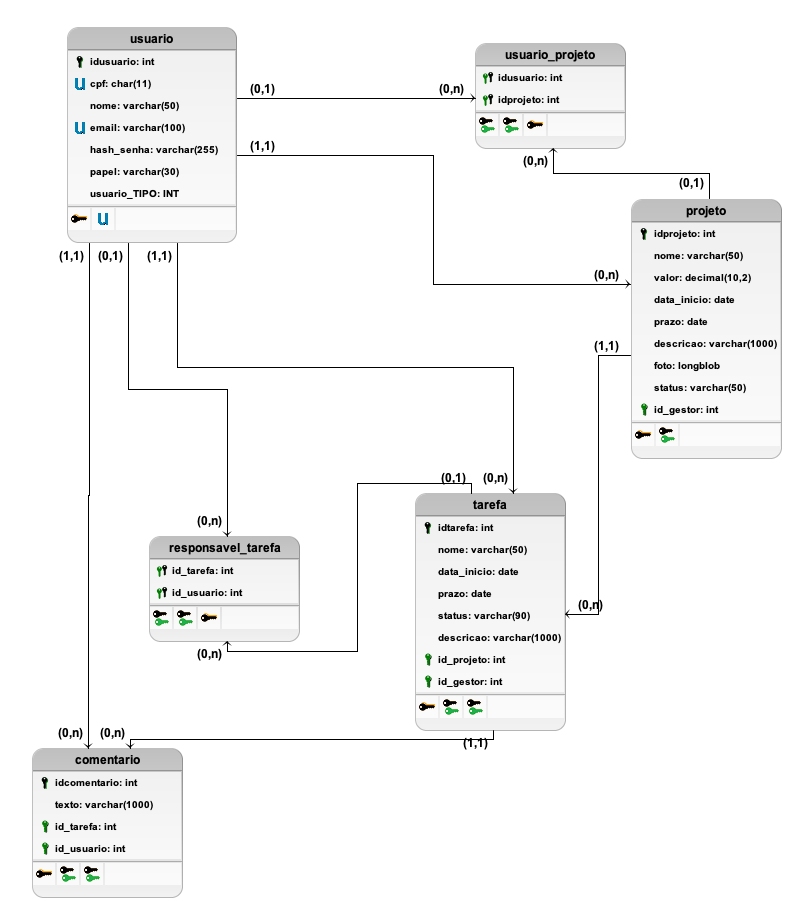 usuario
idusuario: int
U cpf: char(11)
nome: varchar(50)
U email: varchar(100)
hash_senha: varchar(255)
papel: varchar(30)
usuario_TIPO: INT
U
(0,1)
(0,n)
(1,1)
(0,n)
usuario_projeto
idusuario: int
idprojeto: int
(0,n)
(0,1)
projeto
idprojeto: int
nome: varchar(50)
valor: decimal(10,2)
data_inicio: date
prazo: date
descricao: varchar(1000)
foto: longblob
status: varchar(50)
id_gestor: int
(1,1)
(0,n)
(1,1)
(0,1)
(1,1)
(0,n)
(0,1)
(0,n)
responsavel_tarefa
id_tarefa: int
id_usuario: int
(0,n)
tarefa
idtarefa: int
nome: varchar(50)
data_inicio: date
prazo: date
status: varchar(90)
descricao: varchar(1000)
id_projeto: int
id_gestor: int
(1,1)
(0,n)
(0,n)
comentario
idcomentario: int
texto: varchar(1000)
id_tarefa: int
id_usuario: int